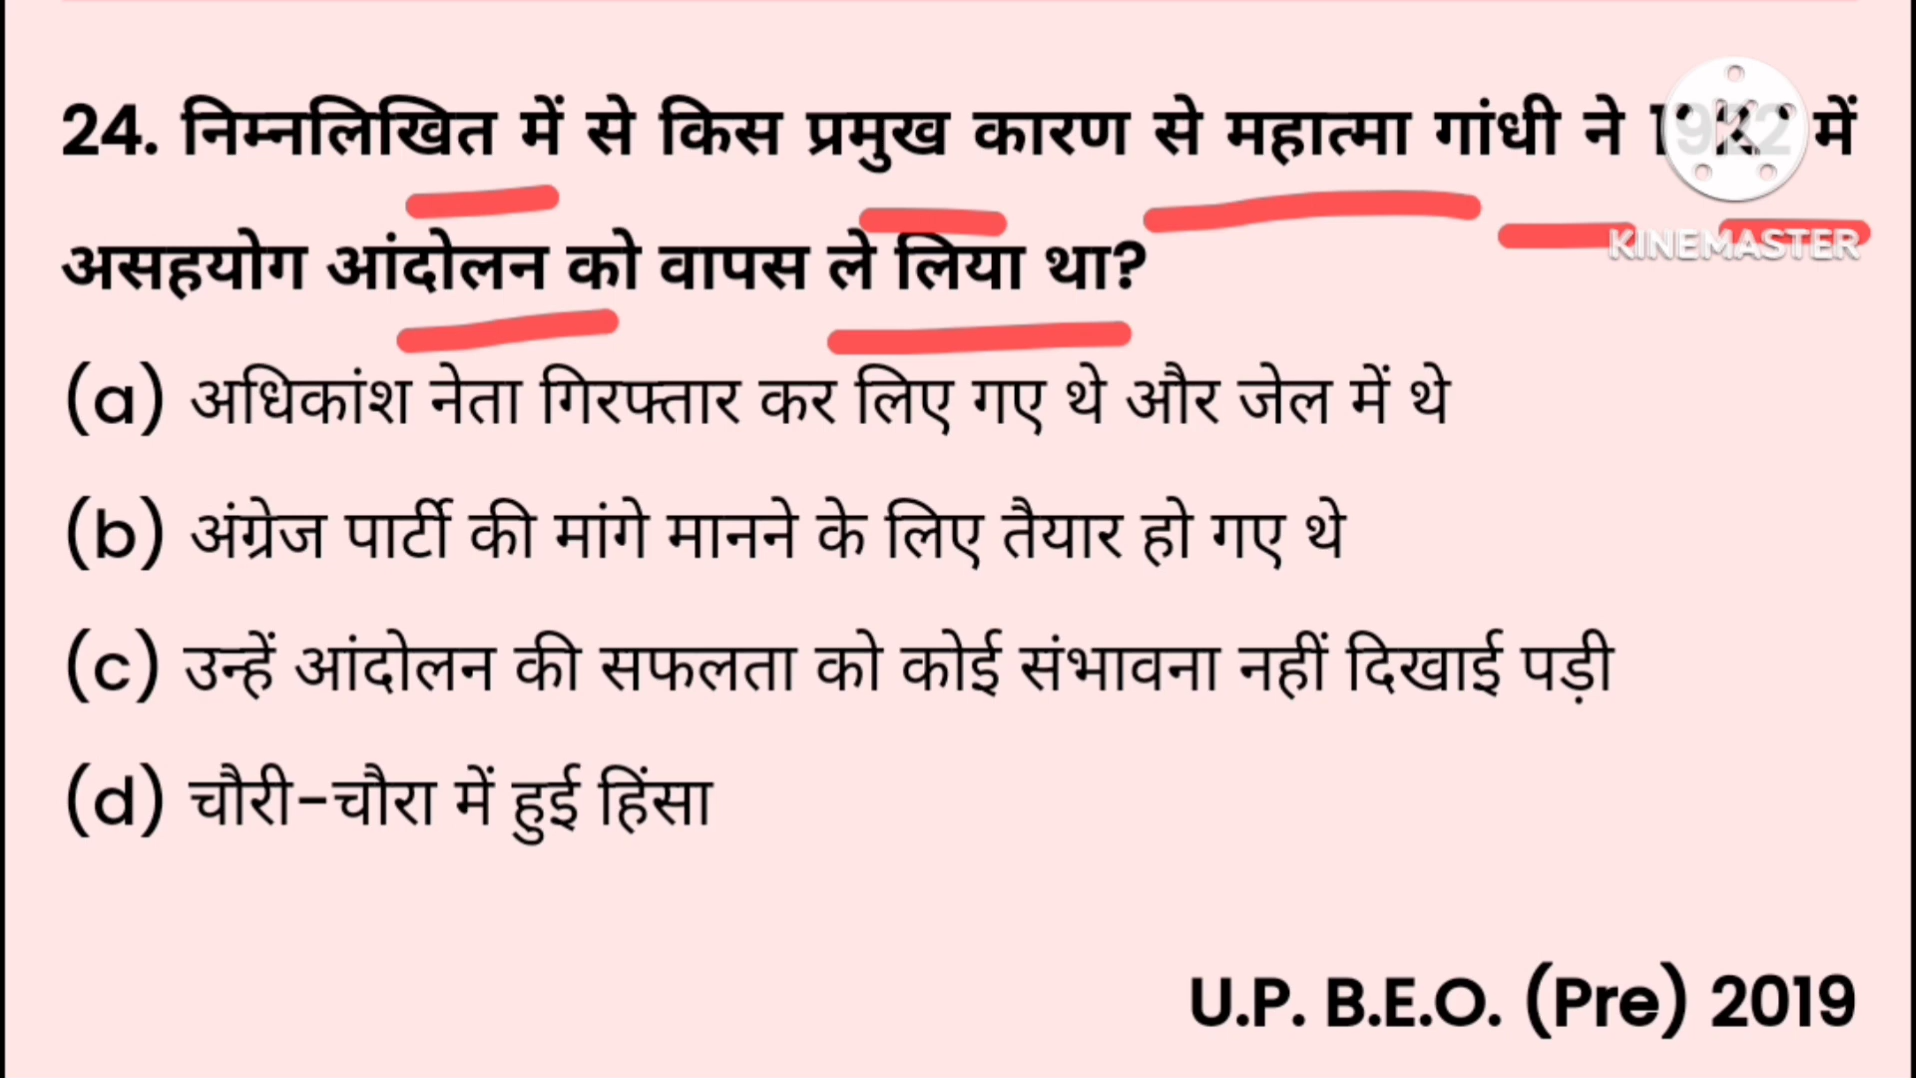 24. निम्नलिखित में से किस प्रमुख कारण से महात्मा गांधी ने 1922 में
KINEMASTER
असहयोग आंदोलन को वापस ले लिया था?
(a) अधिकांश नेता गिरफ्तार कर लिए गए थे और जेल में थे
(b) अंग्रेज पार्टी की मांगे मानने के लिए तैयार हो गए थे
(c) उन्हें आंदोलन की सफलता को कोई संभावना नहीं दिखाई पड़ी
(d) चौरी-चौरा में हुई हिंसा
U.P. B.E.O. (Pre) 2019